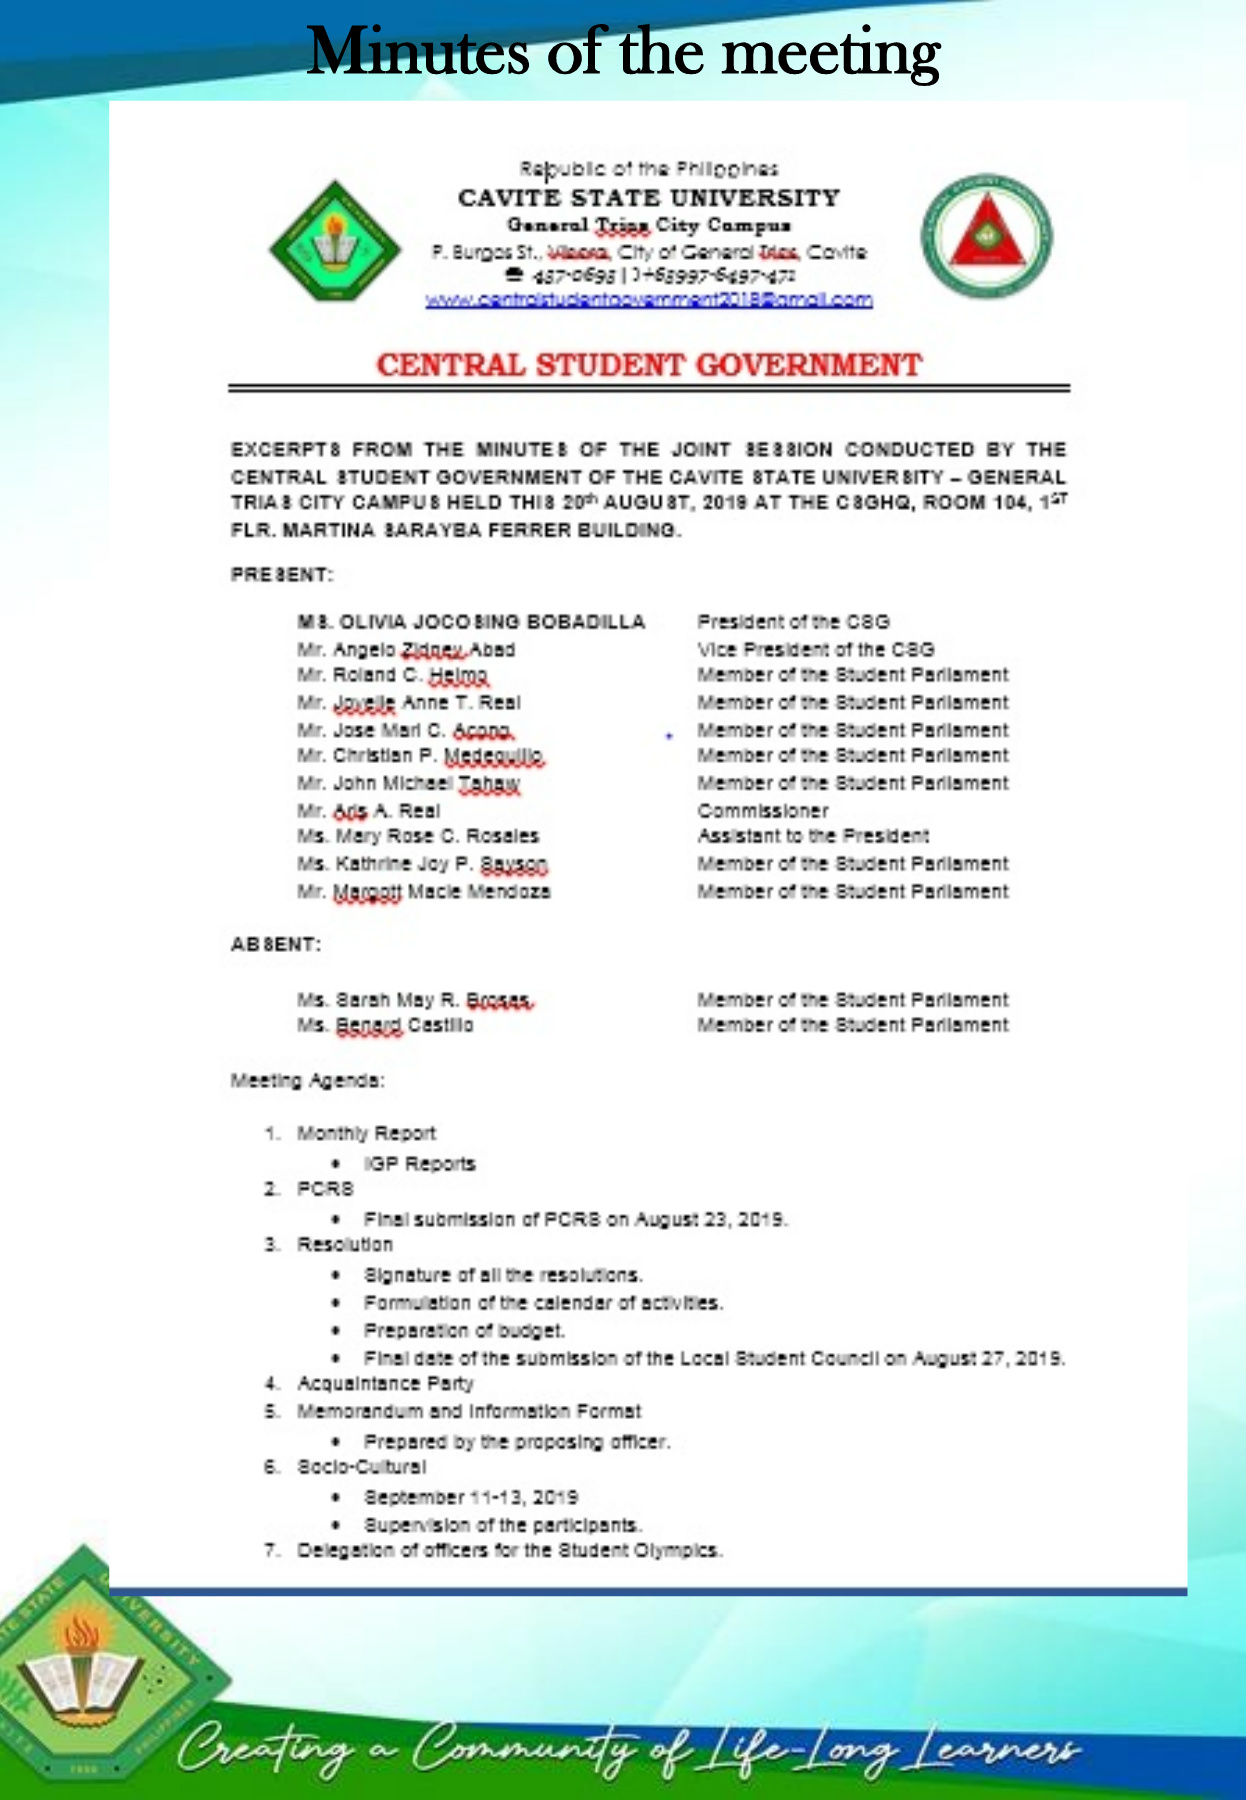 Minutes of the meeting
Republic of the Philippines
CAVITE STATE UNIVERSITY
General Trias City Campus
P. Burgos St., Vibora, City of General Trias, Cavite
☎ 437-0693 | )+63997-6497-472
www.centralstudentgovernment2018@gmail.com
CENTRAL STUDENT GOVERNMENT
EXCERPTS FROM THE MINUTES OF THE JOINT SESSION CONDUCTED BY THE
CENTRAL STUDENT GOVERNMENT OF THE CAVITE STATE UNIVERSITY – GENERAL
TRIAS CITY CAMPUS HELD THIS 20th AUGUST, 2019 AT THE CSGHQ, ROOM 104, 1ST
FLR. MARTINA SARAYBA FERRER BUILDING.
PRESENT:
MS. OLIVIA JOCOSING BOBADILLA President of the CSG
Mr. Angelo Zidney Abad Vice President of the CSG
Mr. Roland C. Helmo Member of the Student Parliament
Mr. Jovelle Anne T. Real Member of the Student Parliament
Mr. Jose Mari C. Acong Member of the Student Parliament
Mr. Christian P. Medequillo Member of the Student Parliament
Mr. John Michael Tahaw Member of the Student Parliament
Mr. Aris A. Real Commissioner
Ms. Mary Rose C. Rosales Assistant to the President
Ms. Kathrine Joy P. Sayson Member of the Student Parliament
Mr. Margott Macie Mendoza Member of the Student Parliament
ABSENT:
Ms. Sarah May R. Broses Member of the Student Parliament
Ms. Benard Castillo Member of the Student Parliament
Meeting Agenda:
1. Monthly Report
• IGP Reports
2. PCRS
• Final submission of PCRS on August 23, 2019.
3. Resolution
• Signature of all the resolutions.
• Formulation of the calendar of activities.
• Preparation of budget.
• Final date of the submission of the Local Student Council on August 27, 2019.
4. Acquaintance Party
5. Memorandum and Information Format
• Prepared by the proposing officer.
6. Socio-Cultural
• September 11-13, 2019
• Supervision of the participants.
7. Delegation of officers for the Student Olympics.
Creating a Community of Life-Long Learners